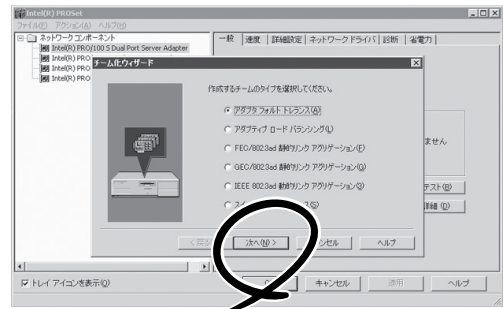 Intel(R) PROSet
ファイル(F) アクション(A) ヘルプ(H)
ネットワーク コンポーネント
Intel(R) PRO/100 S Dual Port Server Adapter
Intel(R) PRO
Intel(R) PRO
一般 速度 詳細設定 ネットワークドライバ 診断 省電力
チーム化ウィザード
作成するチームのタイプを選択してください。
アダプタ フォルト トレランス(A)
アダプティブ ロード バランシング(L)
FEC/802.3ad 静的リンク アグリゲーション(F)
GEC/802.3ad 静的リンク アグリゲーション(G)
IEEE 802.3ad 動的リンク アグリゲーション(3)
(S)
ません
テスト(B)
詳細(D)
< 戻る
次へ(N) >
ンセル
ヘルプ
トレイ アイコンを表示(O)
キャンセル
適用
ヘルプ